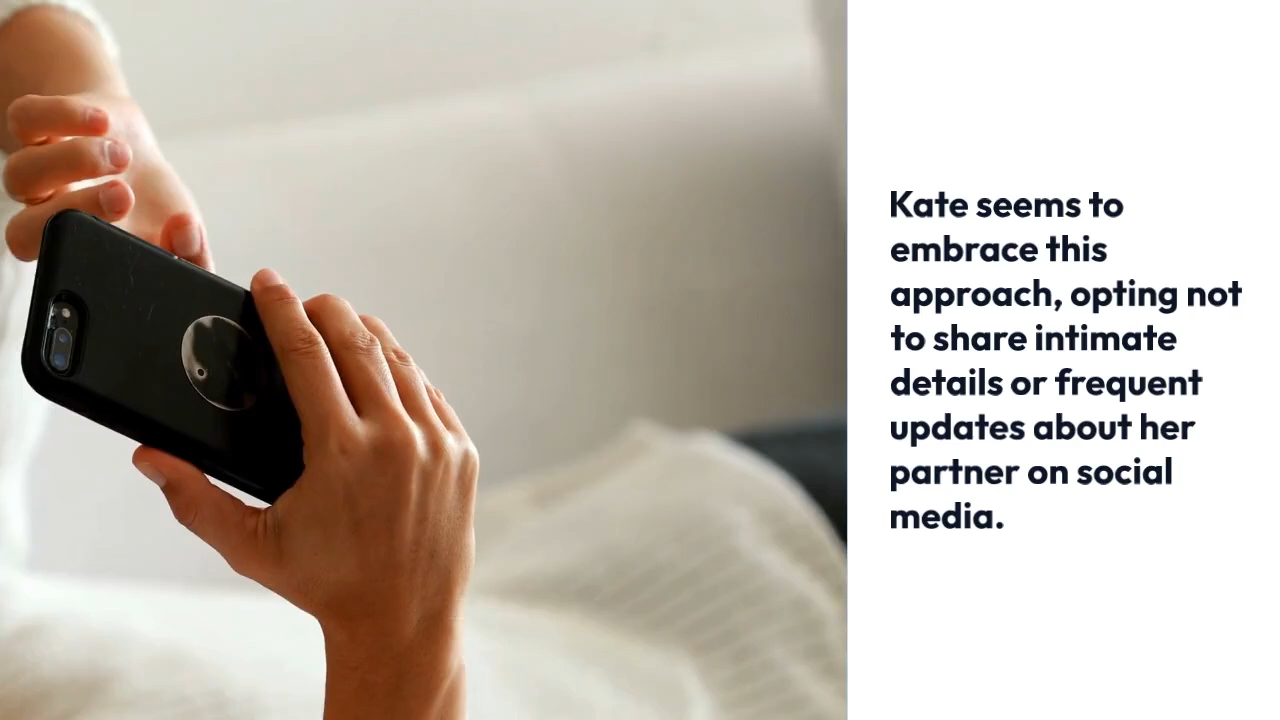 Kate seems to
embrace this
approach, opting not
to share intimate
details or frequent
updates about her
partner on social
media.